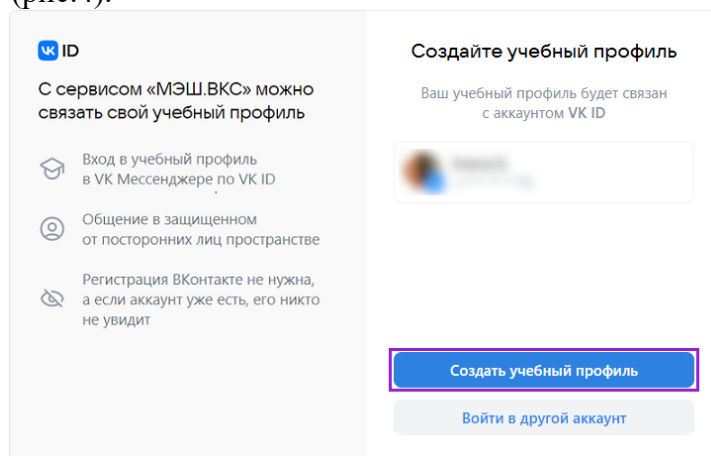 (рис.4).
VK ID
С сервисом «МЭШ.ВКС» можно
связать свой учебный профиль
Вход в учебный профиль
в VK Мессенджере по VK ID
Общение в защищенном
от посторонних лиц пространстве
Регистрация ВКонтакте не нужна,
а если аккаунт уже есть, его никто
не увидит
Создайте учебный профиль
Ваш учебный профиль будет связан
с аккаунтом VK ID
Создать учебный профиль
Войти в другой аккаунт